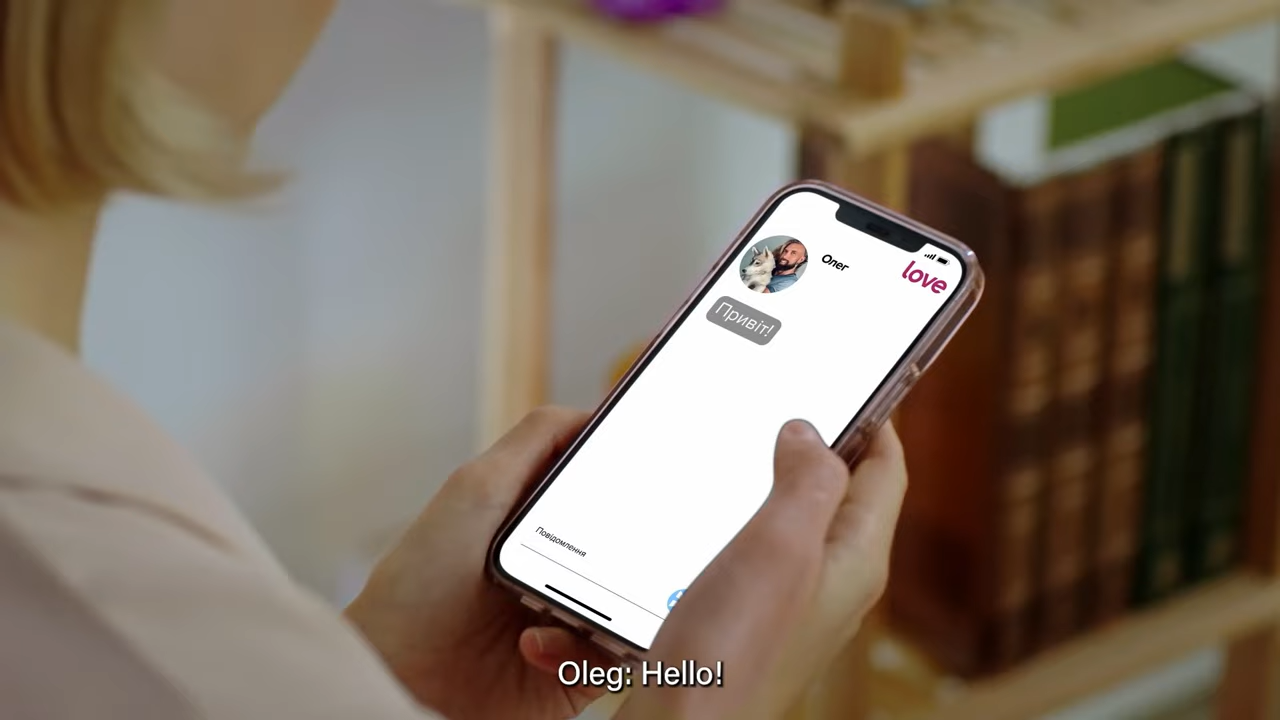 Олег
love
Привіт!
Повідомлення
Oleg: Hello!